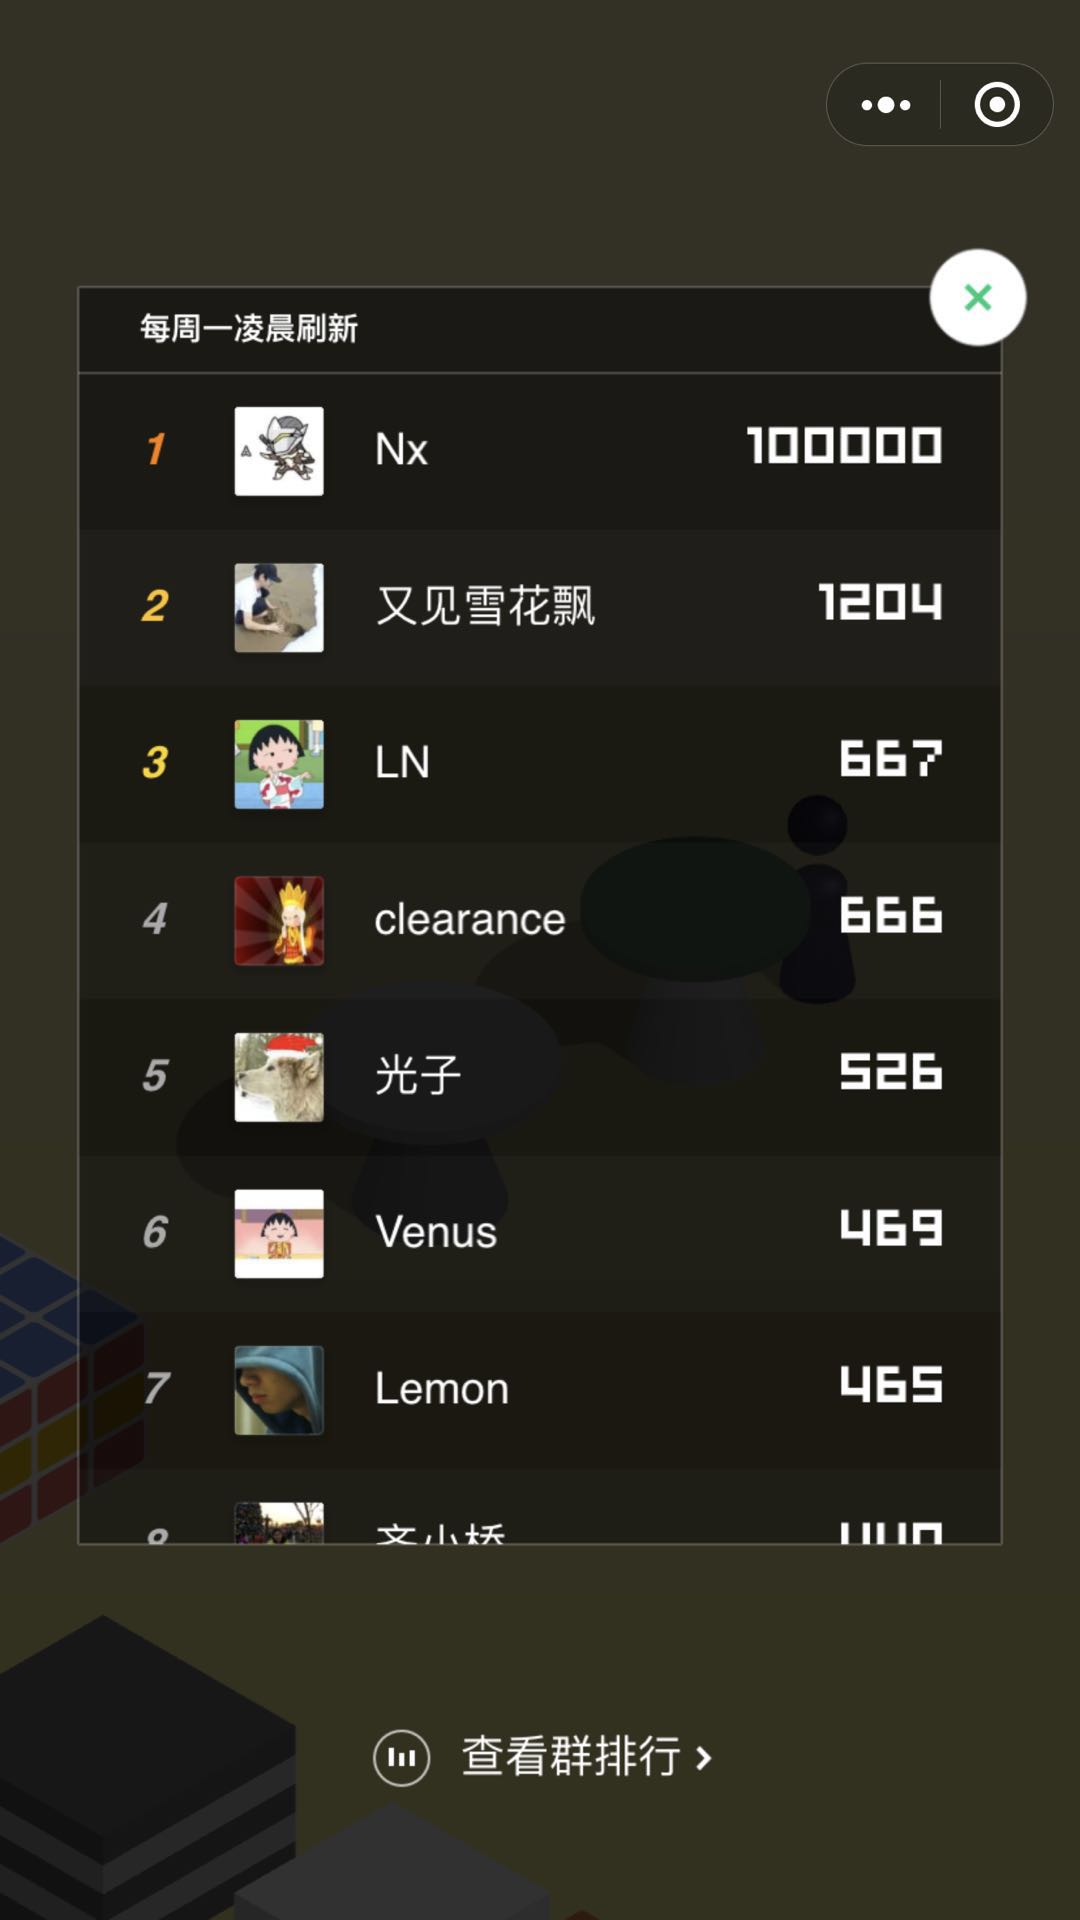 每周一凌晨刷新
1 Nx 100000
2 又见雪花飘 1204
3 LN 667
4 clearance 666
5 光子 526
6 Venus 469
7 Lemon 465
8
查看群排行 ›